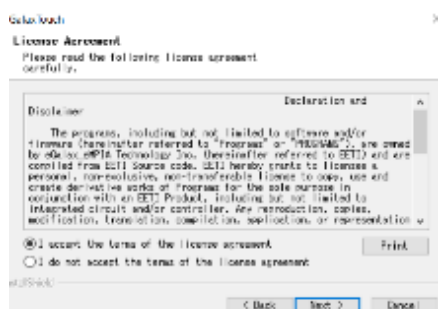 GalaxTouch
License Agreement
Please read the following license agreement
carefully.
Declaration and
Disclaimer
The programs, including but not limited to software and/or
firmware (hereinafter referred to "Programs" or "PROGRAMS"), are owned
by eGalax_eMPIA Technology Inc. (hereinafter referred to EETI) and are
compiled from EETI Source code. EETI hereby grants to licensee a
personal, non-exclusive, non-transferable license to copy, use and
create derivative works of Programs for the sole purpose in
conjunction with an EETI Product, including but not limited to
integrated circuit and/or controller. Any reproduction, copies,
modification, translation, compilation, application, or representation
I accept the terms of the license agreement
Print
I do not accept the terms of the license agreement
InstallShield
< Back
Next >
Cancel